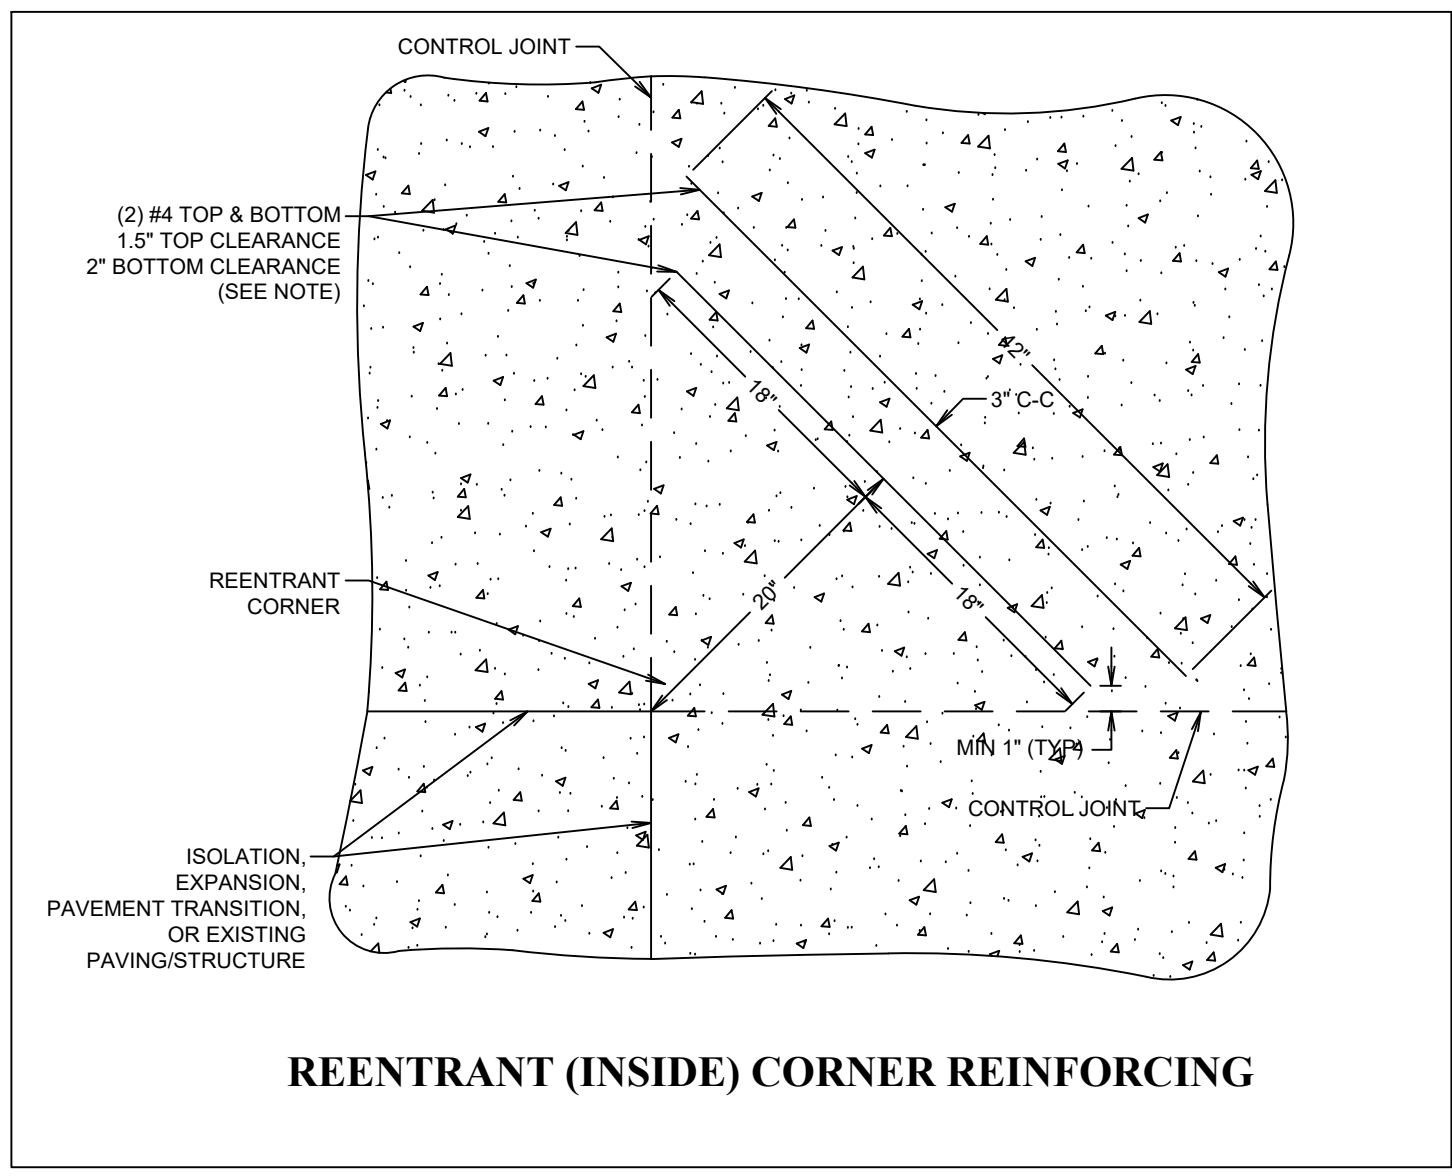 CONTROL JOINT
(2) #4 TOP & BOTTOM
1.5" TOP CLEARANCE
2" BOTTOM CLEARANCE
(SEE NOTE)
42"
18"
3" C-C
REENTRANT
CORNER
20"
18"
MIN 1" (TYP)
CONTROL JOINT
ISOLATION,
EXPANSION,
PAVEMENT TRANSITION,
OR EXISTING
PAVING/STRUCTURE
REENTRANT (INSIDE) CORNER REINFORCING